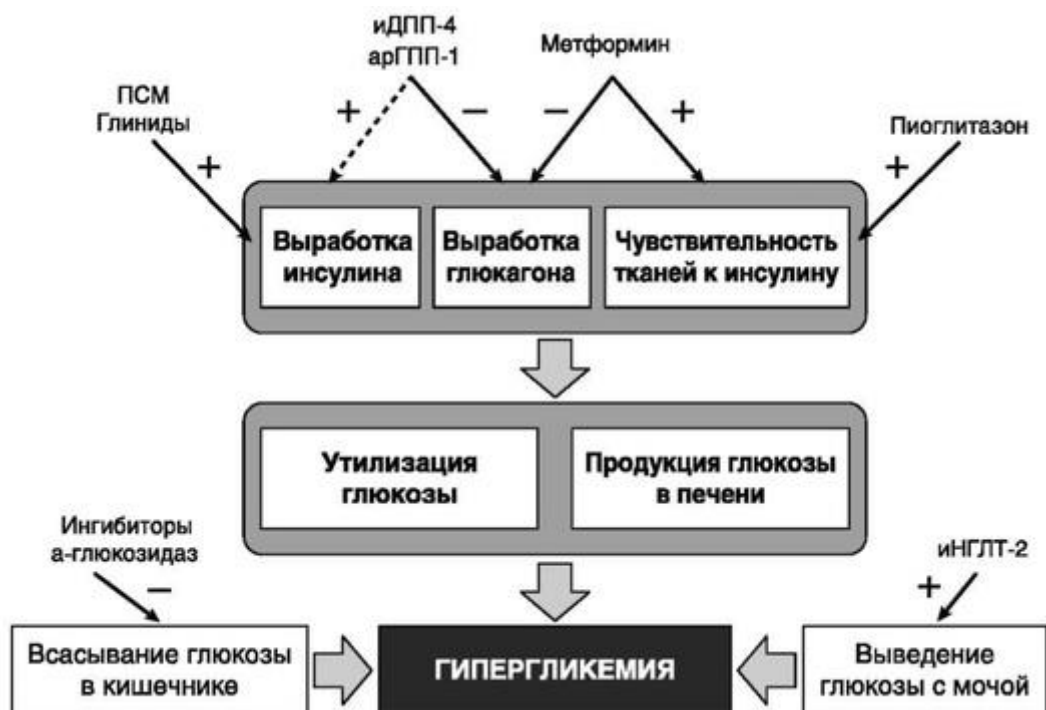 иДПП-4
арГПП-1
Метформин
ПСМ
Глиниды
Пиоглитазон
+
+
−
−
+
+
Выработка
инсулина
Выработка
глюкагона
Чувствительность
тканей к инсулину
Утилизация
глюкозы
Продукция глюкозы
в печени
Ингибиторы
а-глюкозидаз
−
иНГЛТ-2
+
Всасывание глюкозы
в кишечнике
ГИПЕРГЛИКЕМИЯ
Выведение
глюкозы с мочой